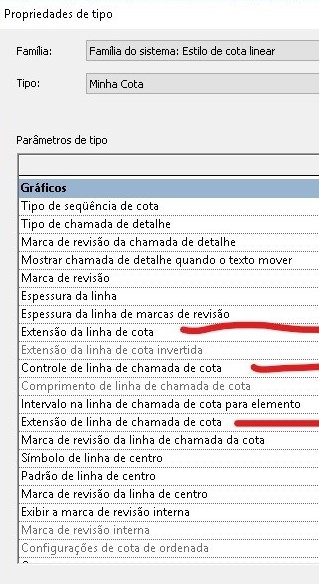 Propriedades de tipo
Família:
Família do sistema: Estilo de cota linear
Tipo:
Minha Cota
Parâmetros de tipo
Gráficos
Tipo de seqüência de cota
Tipo de chamada de detalhe
Marca de revisão da chamada de detalhe
Mostrar chamada de detalhe quando o texto mover
Marca de revisão
Espessura da linha
Espessura da linha de marcas de revisão
Extensão da linha de cota
Extensão da linha de cota invertida
Controle de linha de chamada de cota
Comprimento de linha de chamada de cota
Intervalo na linha de chamada de cota para elemento
Extensão de linha de chamada de cota
Marca de revisão da linha de chamada da cota
Símbolo de linha de centro
Padrão de linha de centro
Marca de revisão da linha de centro
Exibir a marca de revisão interna
Marca de revisão interna
Configurações de cota de ordenada